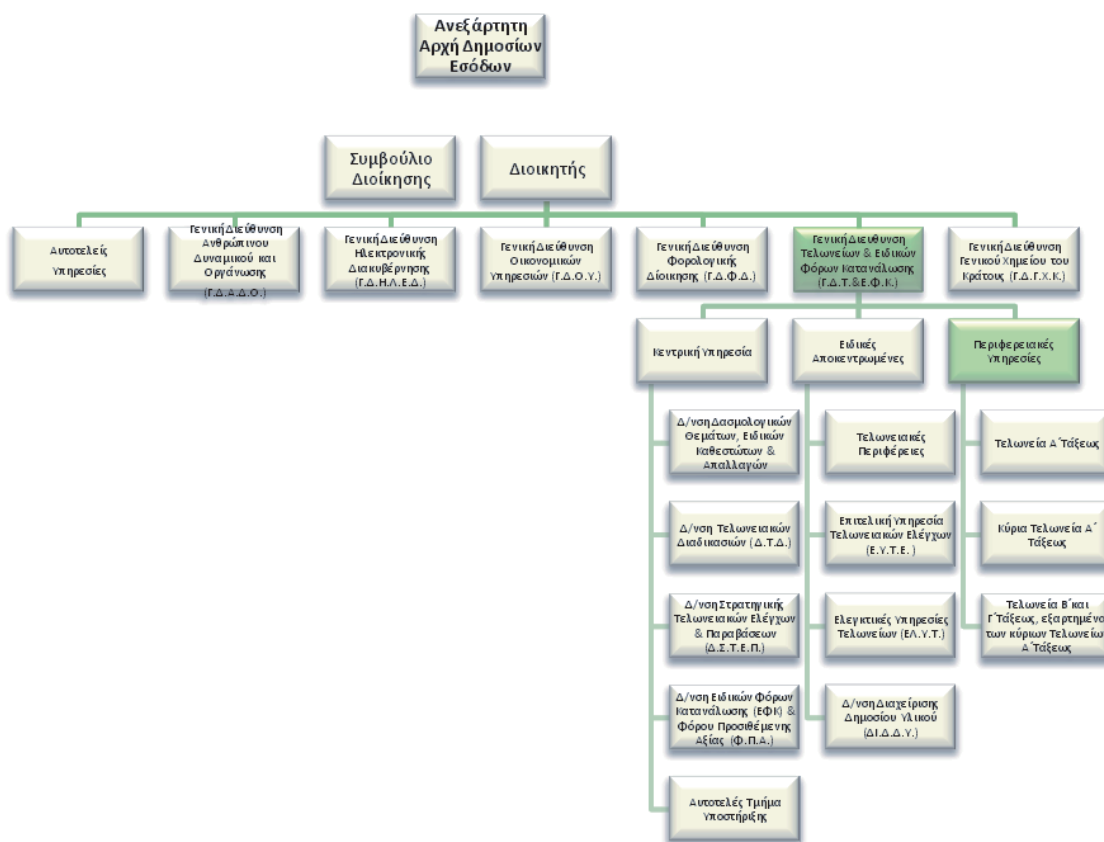 Ανεξάρτητη
Αρχή Δημοσίων
Εσόδων
Συμβούλιο
Διοίκησης
Διοικητής
Αυτοτελείς
Υπηρεσίες
Γενική Διεύθυνση
Ανθρώπινου
Δυναμικού και
Οργάνωσης
(Γ.Δ.Α.Δ.Ο.)
Γενική Διεύθυνση
Ηλεκτρονικής
Διακυβέρνησης
(Γ.Δ.Η.Λ.Ε.Δ.)
Γενική Διεύθυνση
Οικονομικών
Υπηρεσιών (Γ.Δ.Ο.Υ.)
Γενική Διεύθυνση
Φορολογικής
Δίοικησης (Γ.Δ.Φ.Δ.)
Γενική Διευθυνση
Τελωνείων & Ειδικών
Φόρων Κατανάλωσης
(Γ.Δ.Τ.&Ε.Φ.Κ.)
Γενική Διεύθυνση
Γενικού Χημείου του
Κράτους (Γ.Δ.Γ.Χ.Κ.)
Κεντρική Υπηρεσία
Ειδικές
Αποκεντρωμένες
Περιφερειακές
Υπηρεσίες
Δ/νση Δασμολογικών
Θεμάτων, Ειδικών
Καθεστώτων &
Απαλλαγών
Δ/νση Τελωνειακών
Διαδικασιών (Δ.Τ.Δ.)
Δ/νση Στρατηγικής
Τελωνειακών Ελέγχων
& Παραβάσεων
(Δ.Σ.Τ.Ε.Π.)
Δ/νση Ειδικών Φόρων
Κατανάλωσης (ΕΦΚ) &
Φόρου Προσιθέμενης
Αξίας (Φ.Π.Α.)
Αυτοτελές Τμήμα
Υποστήριξης
Τελωνειακές
Περιφέρειες
Επιτελική Υπηρεσία
Τελωνειακών Ελέγχων
(Ε.Υ.Τ.Ε. )
Ελεγκτικές Υπηρεσίες
Τελωνείων (ΕΛ.Υ.Τ.)
Δ/νση Διαχείρισης
Δημοσίου Υλικού
(ΔΙ.Δ.Δ.Υ.)
Τελωνεία Α΄Τάξεως
Κύρια Τελωνεία Α΄
Τάξεως
Τελωνεία Β΄ και
Γ΄Τάξεως, εξαρτημένα
των κύριων Τελωνείων
Α΄Τάξεως